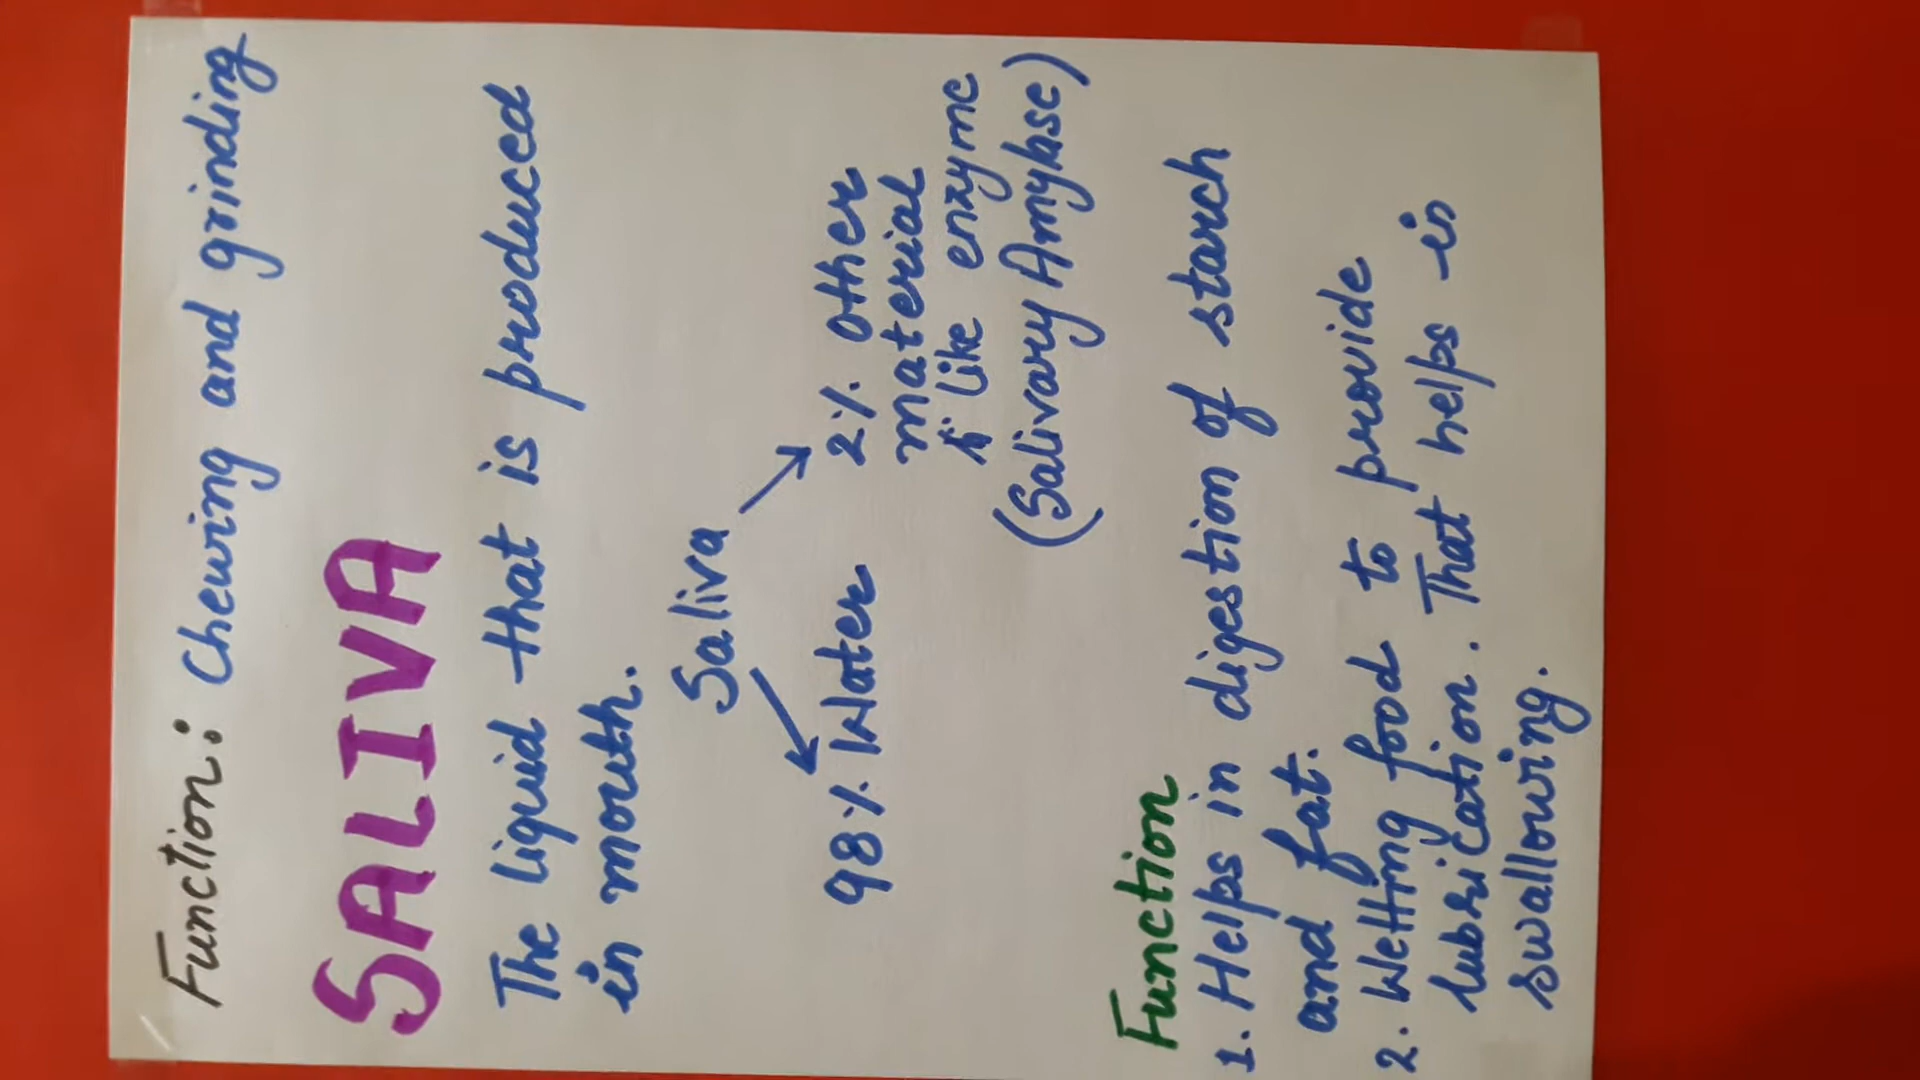 Function: Chewing and grinding
SALIVA
The liquid that is produced
in mouth.
Saliva
98% Water
2% other
material
like enzyme
(Salivary Amylase)
Function
1. Helps in digestion of starch
and fat.
2. Wetting food to provide
lubrication. That helps in
swallowing.